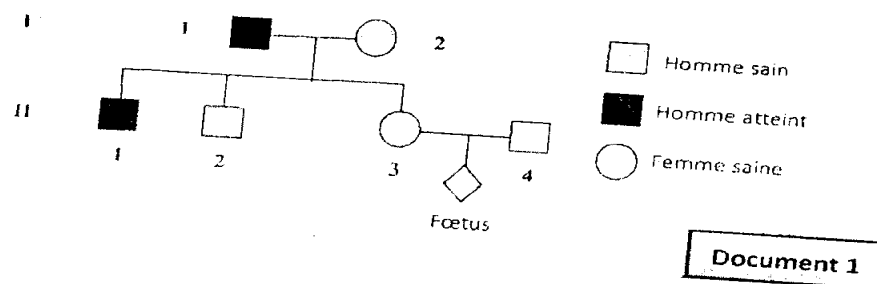 I 1 2
Homme sain
II Homme atteint
1 2 3 4 Femme saine
Fœtus
Document 1